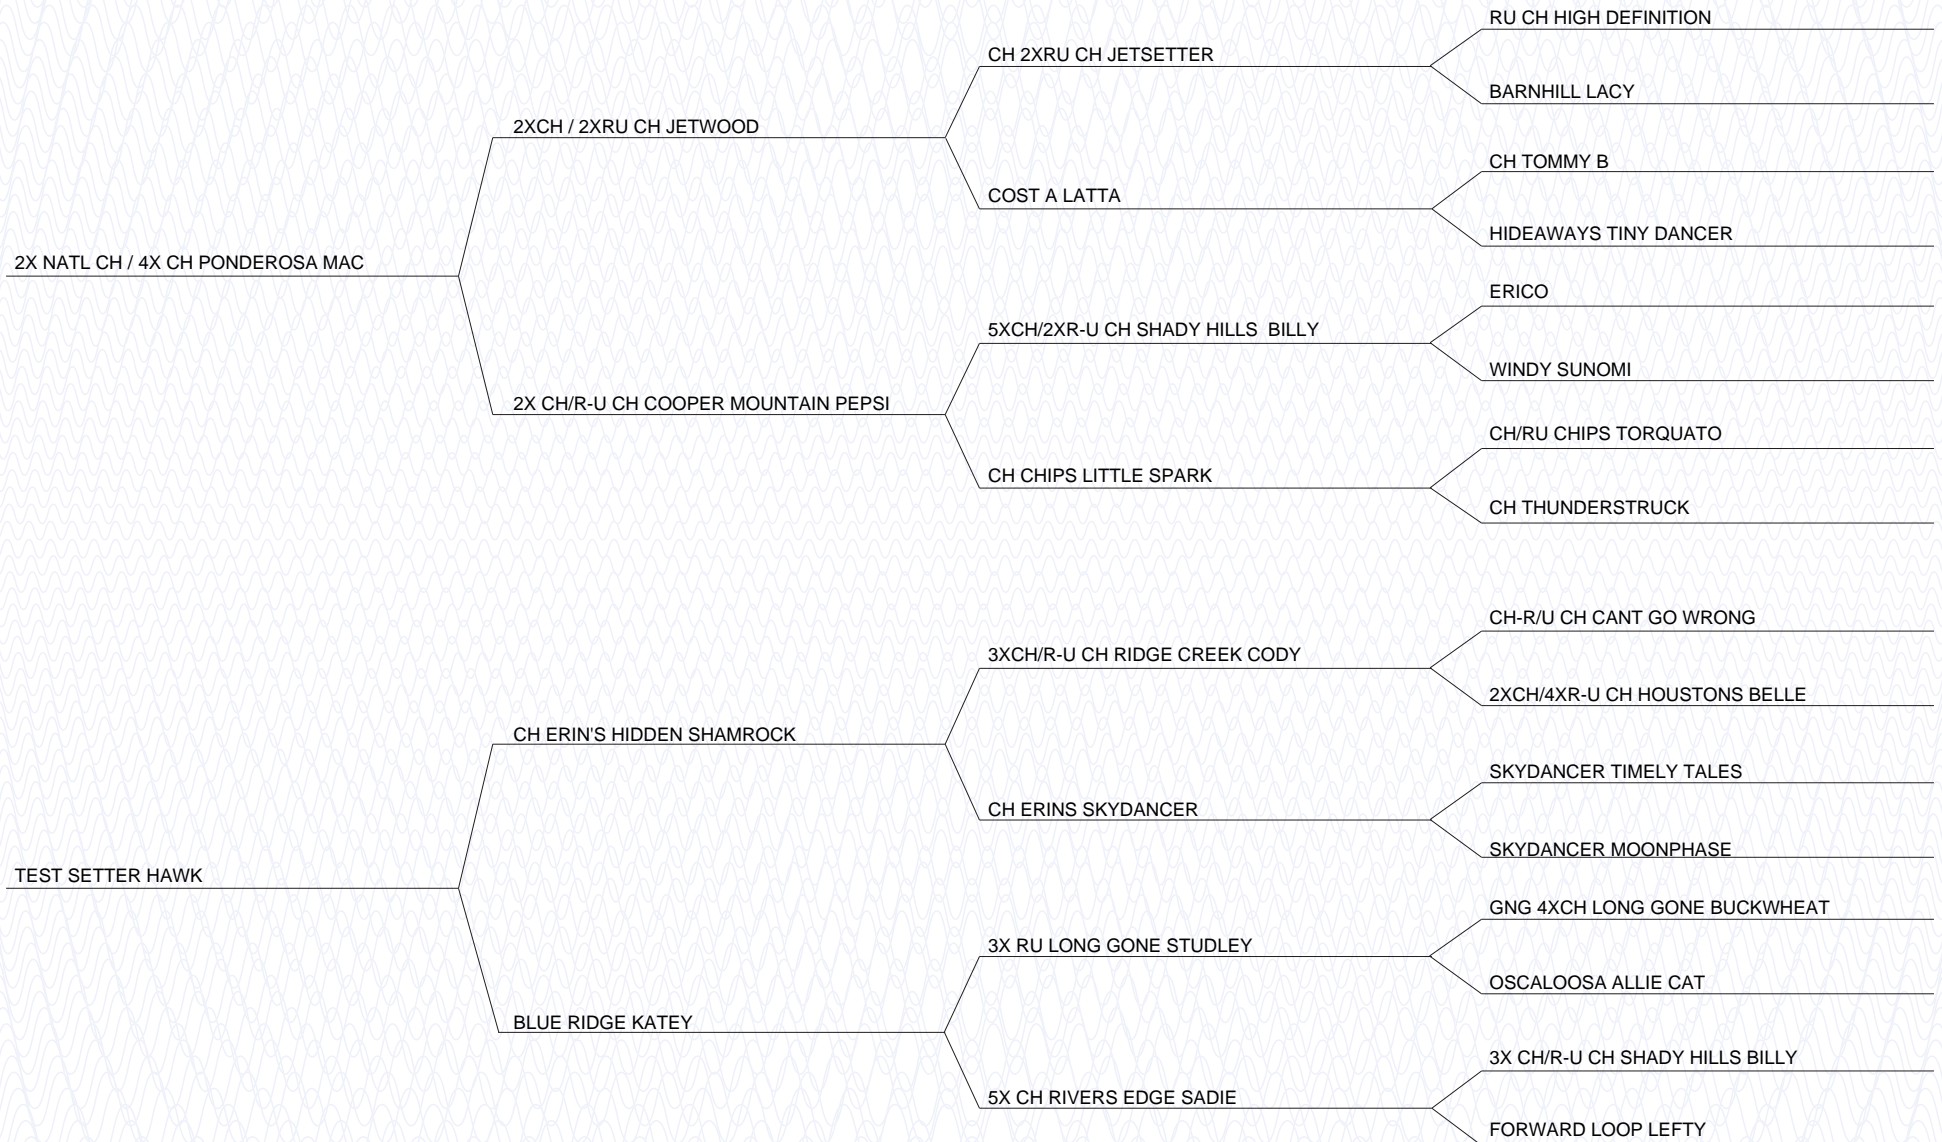 RU CH HIGH DEFINITION
CH 2XRU CH JETSETTER
BARNHILL LACY
2XCH / 2XRU CH JETWOOD
CH TOMMY B
COST A LATTA
HIDEAWAYS TINY DANCER
2X NATL CH / 4X CH PONDEROSA MAC
ERICO
5XCH/2XR-U CH SHADY HILLS  BILLY
WINDY SUNOMI
2X CH/R-U CH COOPER MOUNTAIN PEPSI
CH/RU CHIPS TORQUATO
CH CHIPS LITTLE SPARK
CH THUNDERSTRUCK
CH-R/U CH CANT GO WRONG
3XCH/R-U CH RIDGE CREEK CODY
2XCH/4XR-U CH HOUSTONS BELLE
CH ERIN'S HIDDEN SHAMROCK
SKYDANCER TIMELY TALES
CH ERINS SKYDANCER
SKYDANCER MOONPHASE
TEST SETTER HAWK
GNG 4XCH LONG GONE BUCKWHEAT
3X RU LONG GONE STUDLEY
OSCALOOSA ALLIE CAT
BLUE RIDGE KATEY
3X CH/R-U CH SHADY HILLS BILLY
5X CH RIVERS EDGE SADIE
FORWARD LOOP LEFTY